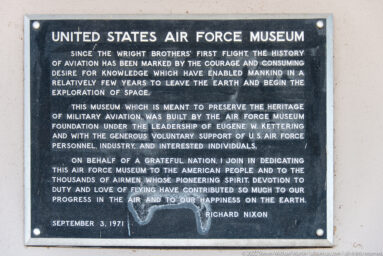 UNITED STATES AIR FORCE MUSEUM
SINCE THE WRIGHT BROTHERS' FIRST FLIGHT, THE HISTORY
OF AVIATION HAS BEEN MARKED BY THE COURAGE AND CONSUMING
DESIRE FOR KNOWLEDGE WHICH HAVE ENABLED MANKIND IN A
RELATIVELY FEW YEARS TO LEAVE THE EARTH AND BEGIN THE
EXPLORATION OF SPACE.
THIS MUSEUM WHICH IS MEANT TO PRESERVE THE HERITAGE
OF MILITARY AVIATION, WAS BUILT BY THE AIR FORCE MUSEUM
FOUNDATION UNDER THE LEADERSHIP OF EUGENE W. KETTERING
AND WITH THE GENEROUS VOLUNTARY SUPPORT OF U.S. AIR FORCE
PERSONNEL, INDUSTRY, AND INTERESTED INDIVIDUALS.
ON BEHALF OF A GRATEFUL NATION, I JOIN IN DEDICATING
THIS AIR FORCE MUSEUM TO THE AMERICAN PEOPLE AND TO THE
THOUSANDS OF AIRMEN WHOSE PIONEERING SPIRIT, DEVOTION TO
DUTY AND LOVE OF FLYING HAVE CONTRIBUTED SO MUCH TO OUR
PROGRESS IN THE AIR AND TO OUR HAPPINESS ON THE EARTH.
RICHARD NIXON
SEPTEMBER 3, 1971